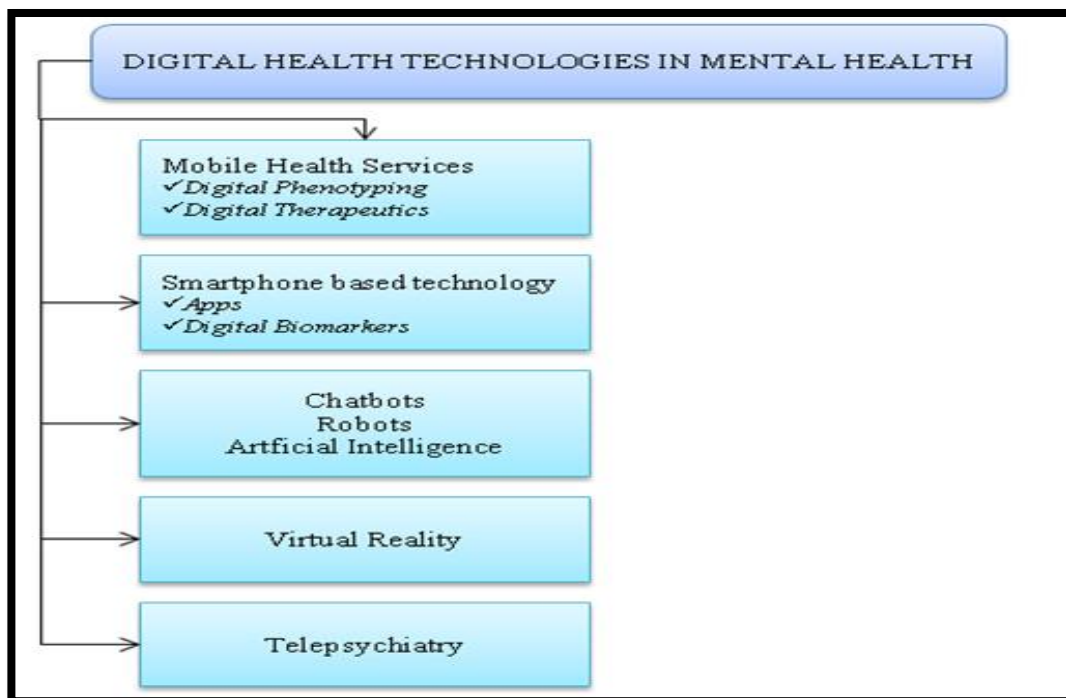 DIGITAL HEALTH TECHNOLOGIES IN MENTAL HEALTH
Mobile Health Services
✓Digital Phenotyping
✓Digital Therapeutics
Smartphone based technology
✓Apps
✓Digital Biomarkers
Chatbots
Robots
Artficial Intelligence
Virtual Reality
Telepsychiatry